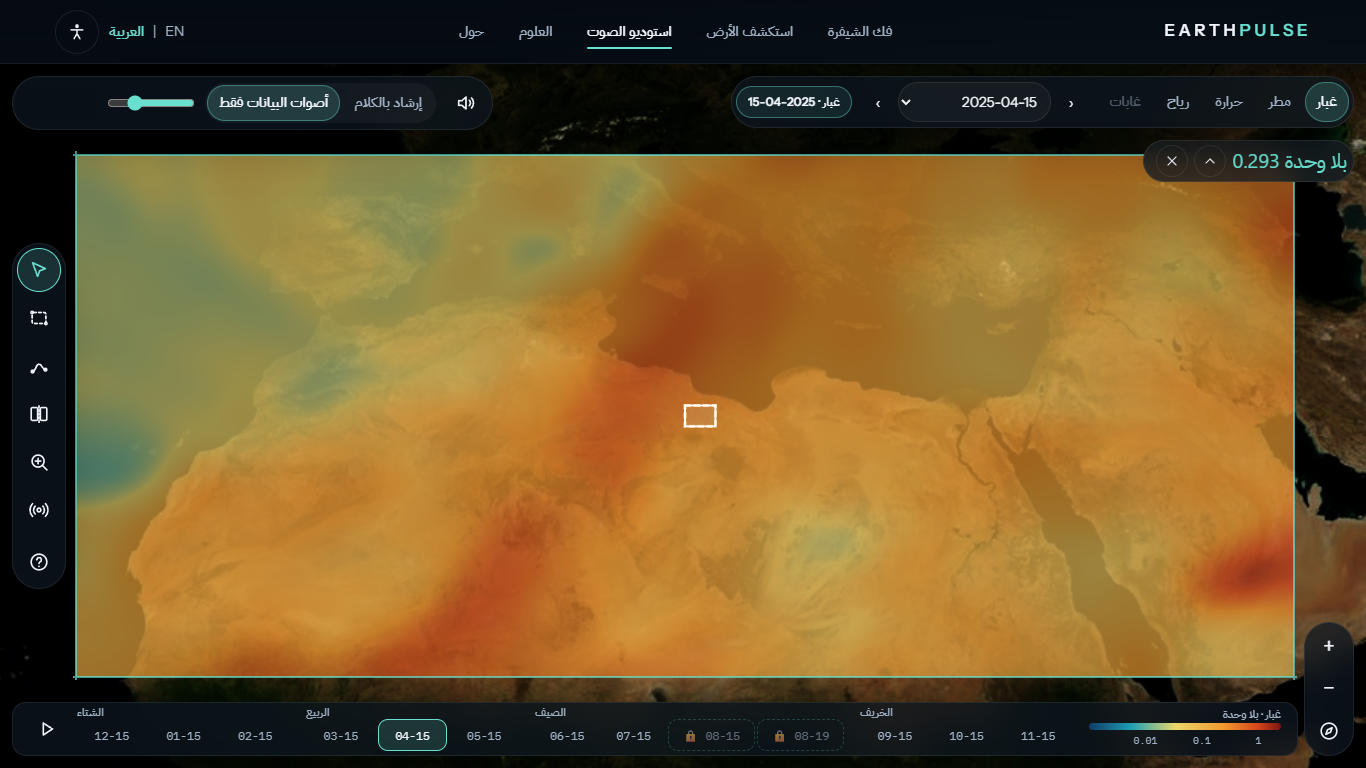 EARTHPULSE
فك الشيفرة
استكشف الأرض
استوديو الصوت
العلوم
حول
EN | العربية
غبار
مطر
حرارة
رياح
غابات
2025-04-15
غبار · 2025-04-15
إرشاد بالكلام
أصوات البيانات فقط
0.293 بلا وحدة
الشتاء
الربيع
الصيف
الخريف
12-15 01-15 02-15 03-15 04-15 05-15 06-15 07-15 08-15 08-19 09-15 10-15 11-15
غبار · بلا وحدة
0.01 0.1 1